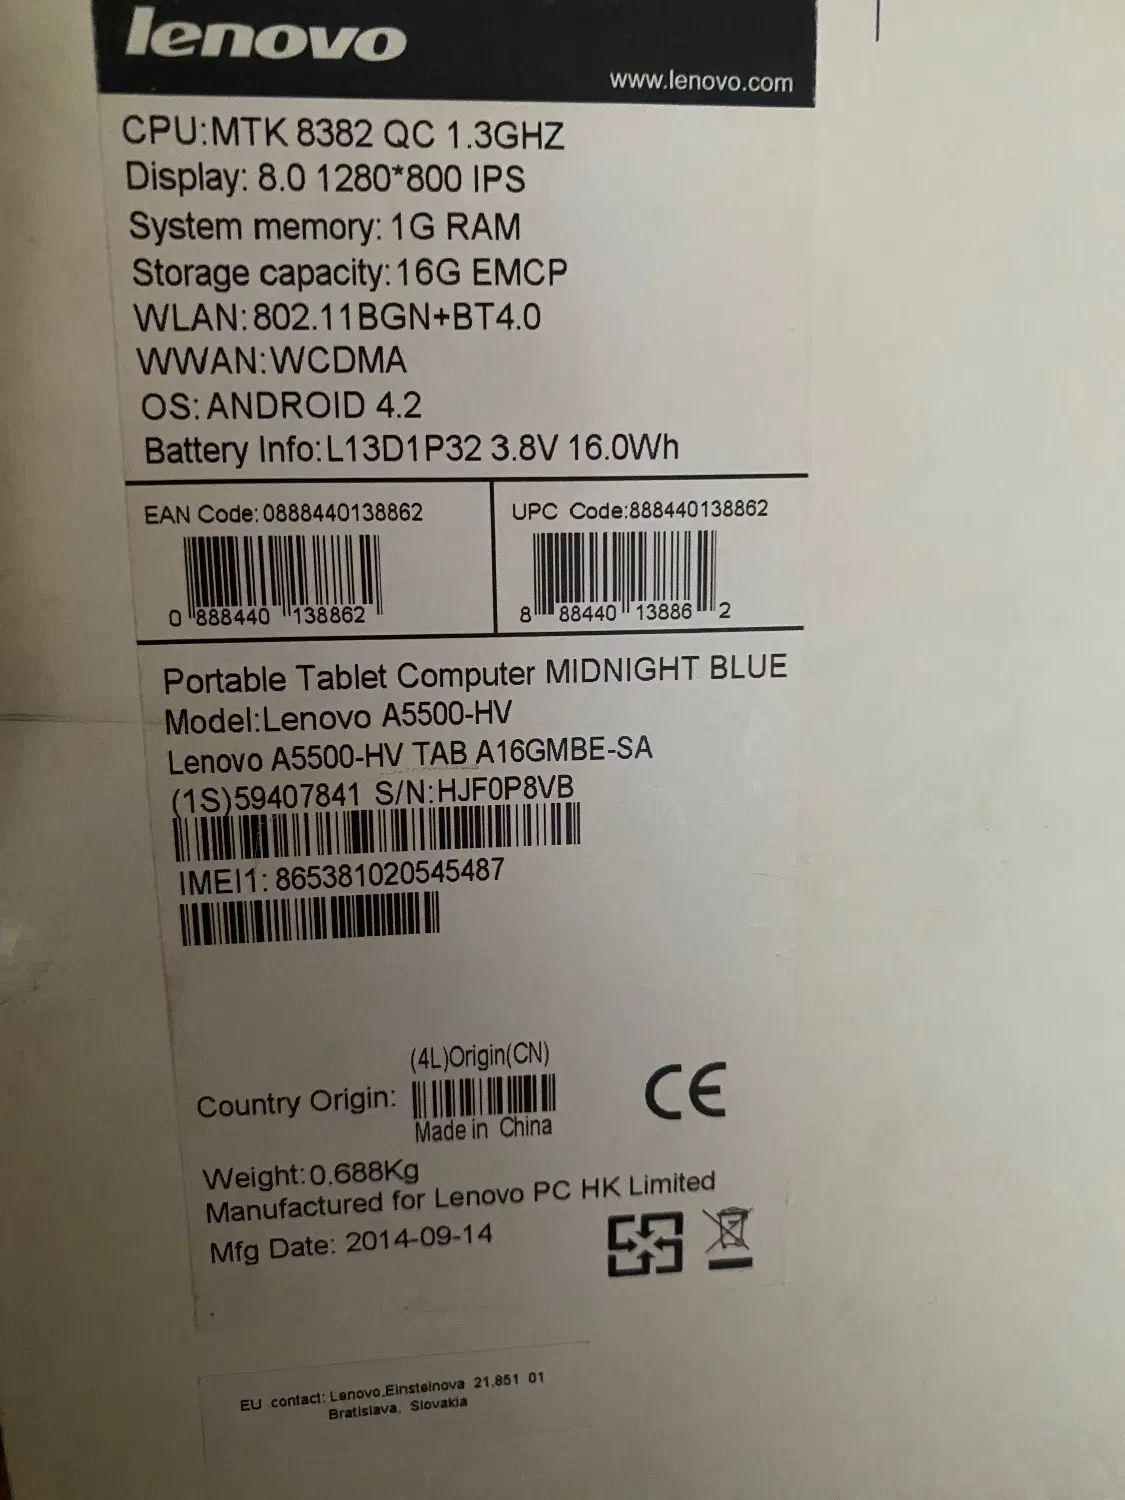 lenovo
www.lenovo.com
CPU:MTK 8382 QC 1.3GHZ
Display: 8.0 1280*800 IPS
System memory: 1G RAM
Storage capacity:16G EMCP
WLAN:802.11BGN+BT4.0
WWAN:WCDMA
OS:ANDROID 4.2
Battery Info:L13D1P32 3.8V 16.0Wh
EAN Code:0888440138862
0 888440 138862
UPC Code:888440138862
8 88440 13886 2
Portable Tablet Computer MIDNIGHT BLUE
Model:Lenovo A5500-HV
Lenovo A5500-HV TAB A16GMBE-SA
(1S)59407841 S/N:HJF0P8VB
IMEI1: 865381020545487
(4L)Origin(CN)
Country Origin:
Made in China
CE
Weight:0.688Kg
Manufactured for Lenovo PC HK Limited
Mfg Date: 2014-09-14
EU contact: Lenovo,Einsteinova 21,851 01
Bratislava, Slovakia